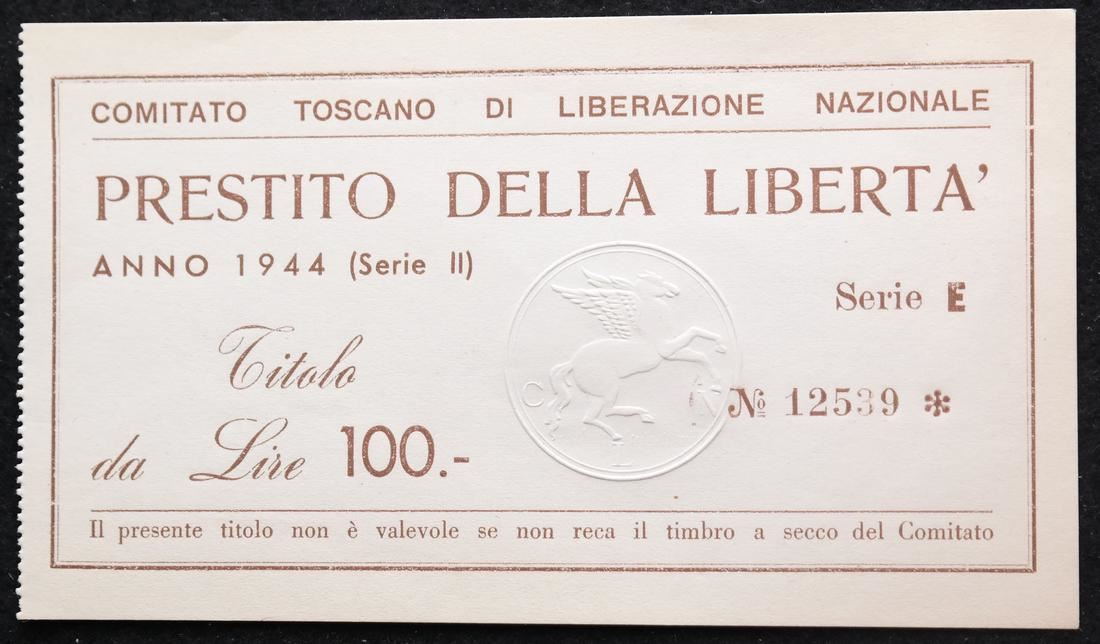 COMITATO TOSCANO DI LIBERAZIONE NAZIONALE
PRESTITO DELLA LIBERTA'
ANNO 1944 (Serie II)
Serie E
Titolo
C L N
Nº 12539 *
da Lire 100.-
Il presente titolo non è valevole se non reca il timbro a secco del Comitato